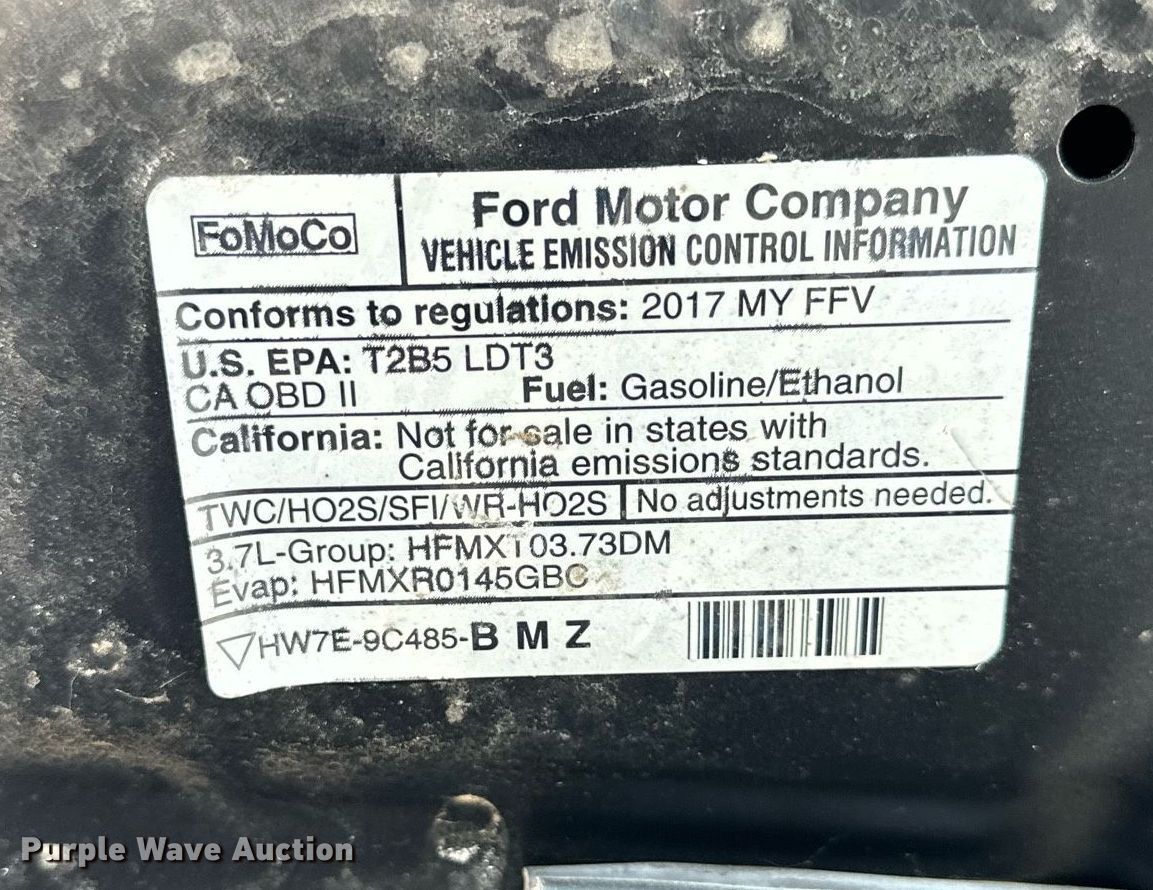 FoMoCo
Ford Motor Company
VEHICLE EMISSION CONTROL INFORMATION
Conforms to regulations: 2017 MY FFV
U.S. EPA: T2B5 LDT3
CA OBD II Fuel: Gasoline/Ethanol
California: Not for sale in states with
California emissions standards.
TWC/HO2S/SFI/WR-HO2S No adjustments needed.
3.7L-Group: HFMXT03.73DM
Evap: HFMXR0145GBC
HW7E-9C485-B M Z
Purple Wave Auction